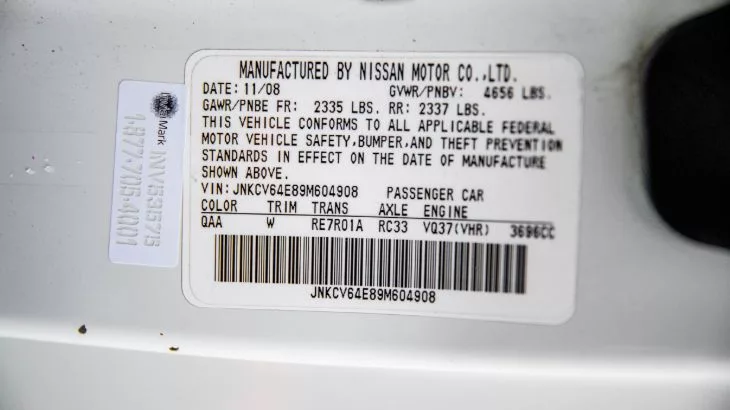 MANUFACTURED BY NISSAN MOTOR CO.,LTD.
DATE: 11/08 GVWR/PNBV: 4656 LBS.
GAWR/PNBE FR: 2335 LBS. RR: 2337 LBS.
THIS VEHICLE CONFORMS TO ALL APPLICABLE FEDERAL
MOTOR VEHICLE SAFETY,BUMPER,AND THEFT PREVENTION
STANDARDS IN EFFECT ON THE DATE OF MANUFACTURE
SHOWN ABOVE.
VIN: JNKCV64E89M604908 PASSENGER CAR
COLOR TRIM TRANS AXLE ENGINE
QAA W RE7R01A RC33 VQ37(VHR) 3696CC
JNKCV64E89M604908
Mark
1-877-705-4001